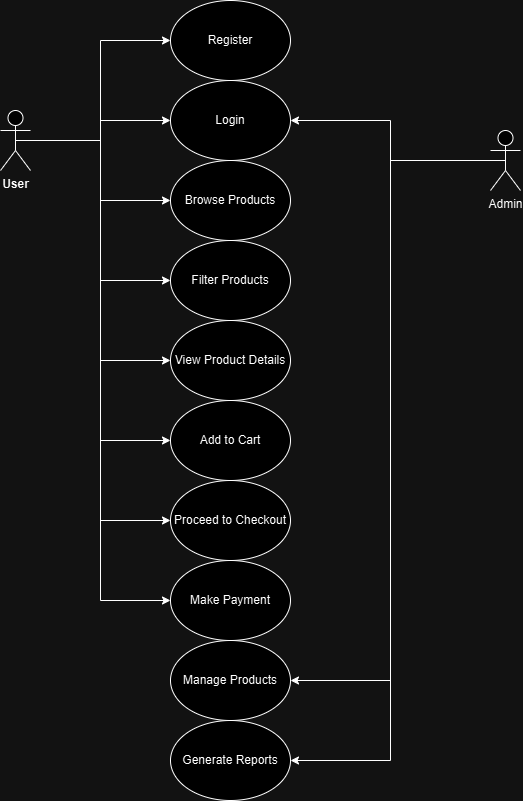 Register
Login
User
Admin
Browse Products
Filter Products
View Product Details
Add to Cart
Proceed to Checkout
Make Payment
Manage Products
Generate Reports